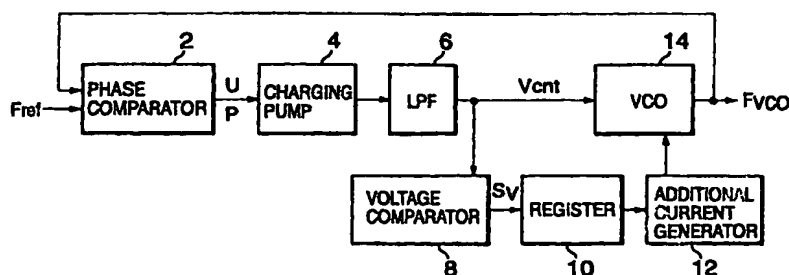 2
4
6
14
PHASE
COMPARATOR
U
P
CHARGING
PUMP
LPF
Vcnt
VCO
Fref
FVCO
VOLTAGE
COMPARATOR
SV
REGISTER
ADDITIONAL
CURRENT
GENERATOR
8
10
12